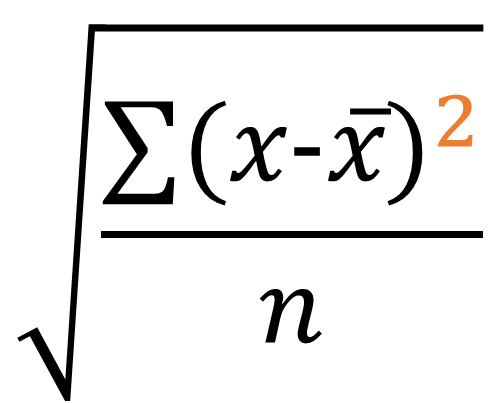 √
∑(x-x̄)²
n